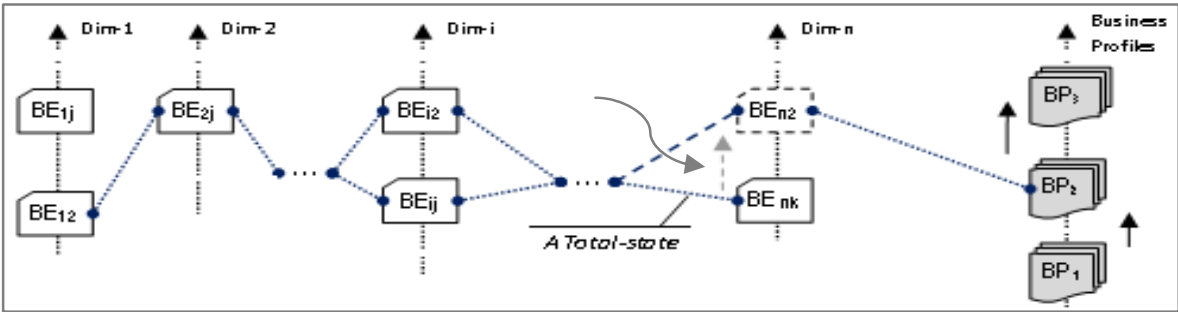 Dim-1
Dim-2
Dim-i
Dim-n
Business
Profiles
BE1j
BE2j
BEi2
BEn2
BP3
BE12
BEij
BEnk
BP2
A Total-state
BP1